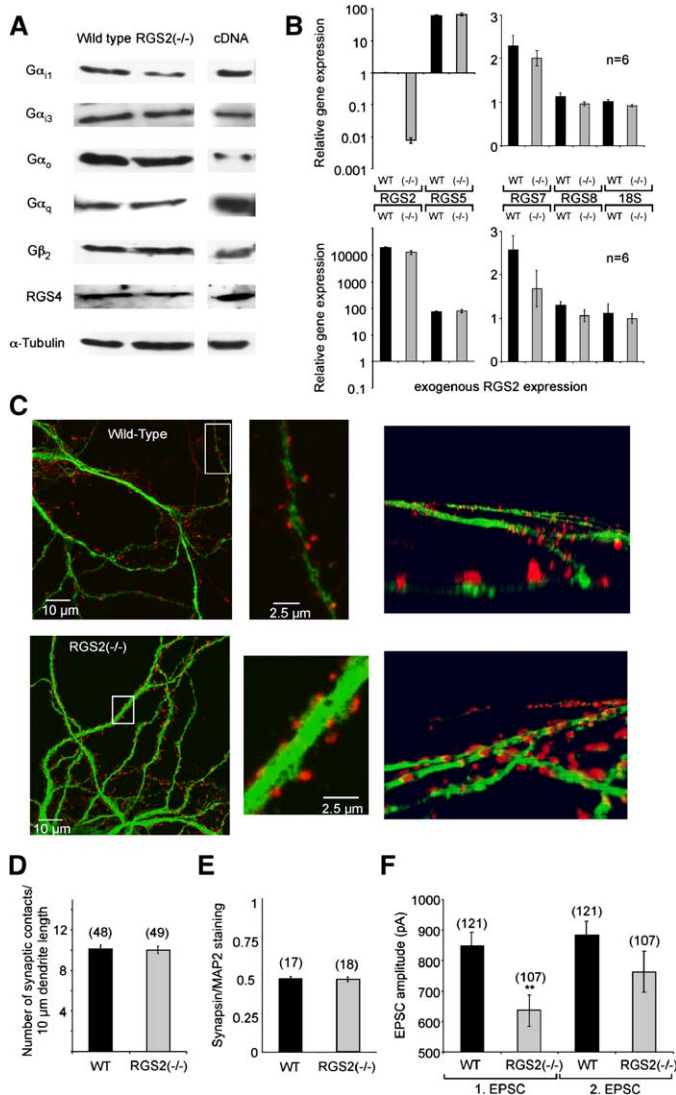 A
Wild type RGS2(-/-) cDNA
Gαi1
Gαi3
Gαo
Gαq
Gβ2
RGS4
α-Tubulin
B
Relative gene expression
100
10
1
0.1
0.01
0.001
3
2
1
0
n=6
WT (-/-) WT (-/-) WT (-/-) WT (-/-) WT (-/-)
RGS2 RGS5 RGS7 RGS8 18S
WT (-/-) WT (-/-) WT (-/-) WT (-/-) WT (-/-)
Relative gene expression
10000
1000
100
10
1
0.1
3
2
1
0
n=6
exogenous RGS2 expression
C
Wild-Type
10 µm
2.5 µm
RGS2(-/-)
10 µm
2.5 µm
D
Number of synaptic contacts/
10 µm dendrite length
12
8
4
(48)
(49)
WT RGS2(-/-)
E
Synapsin/MAP2 staining
1
0.75
0.5
0.25
0
(17)
(18)
WT RGS2(-/-)
F
EPSC amplitude (pA)
1000
900
800
700
600
500
(121)
(107)
**
(121)
(107)
WT RGS2(-/-) WT RGS2(-/-)
1. EPSC 2. EPSC